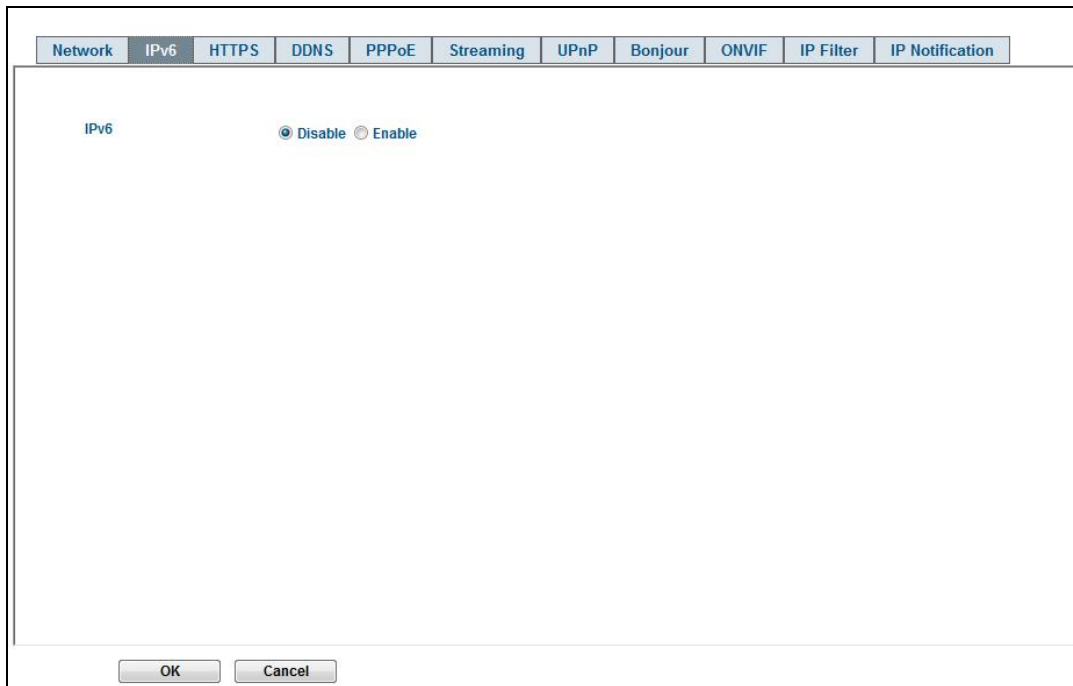 Network IPv6 HTTPS DDNS PPPoE Streaming UPnP Bonjour ONVIF IP Filter IP Notification
IPv6 Disable Enable
OK Cancel